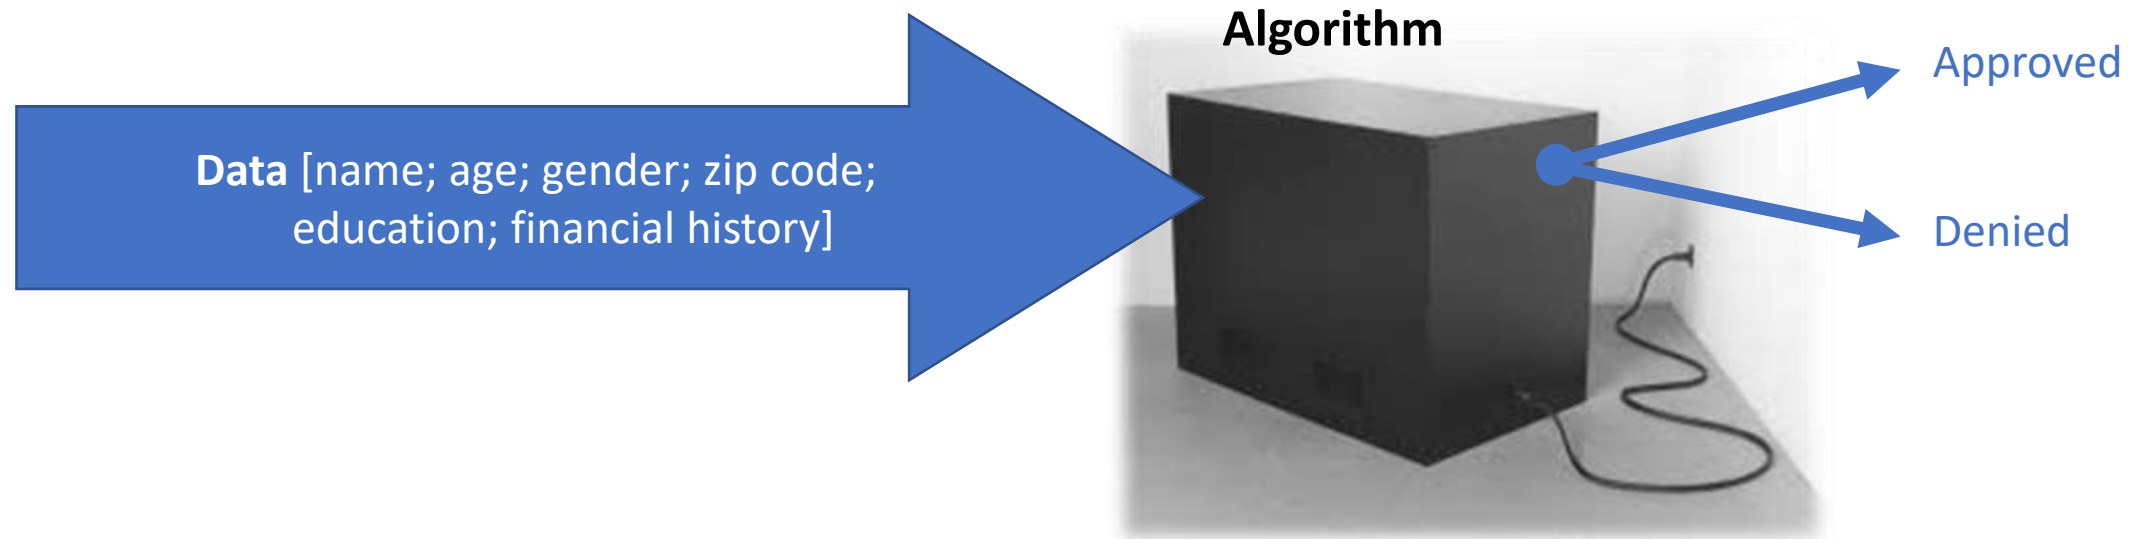 Algorithm
Data [name; age; gender; zip code;
education; financial history]
Approved
Denied